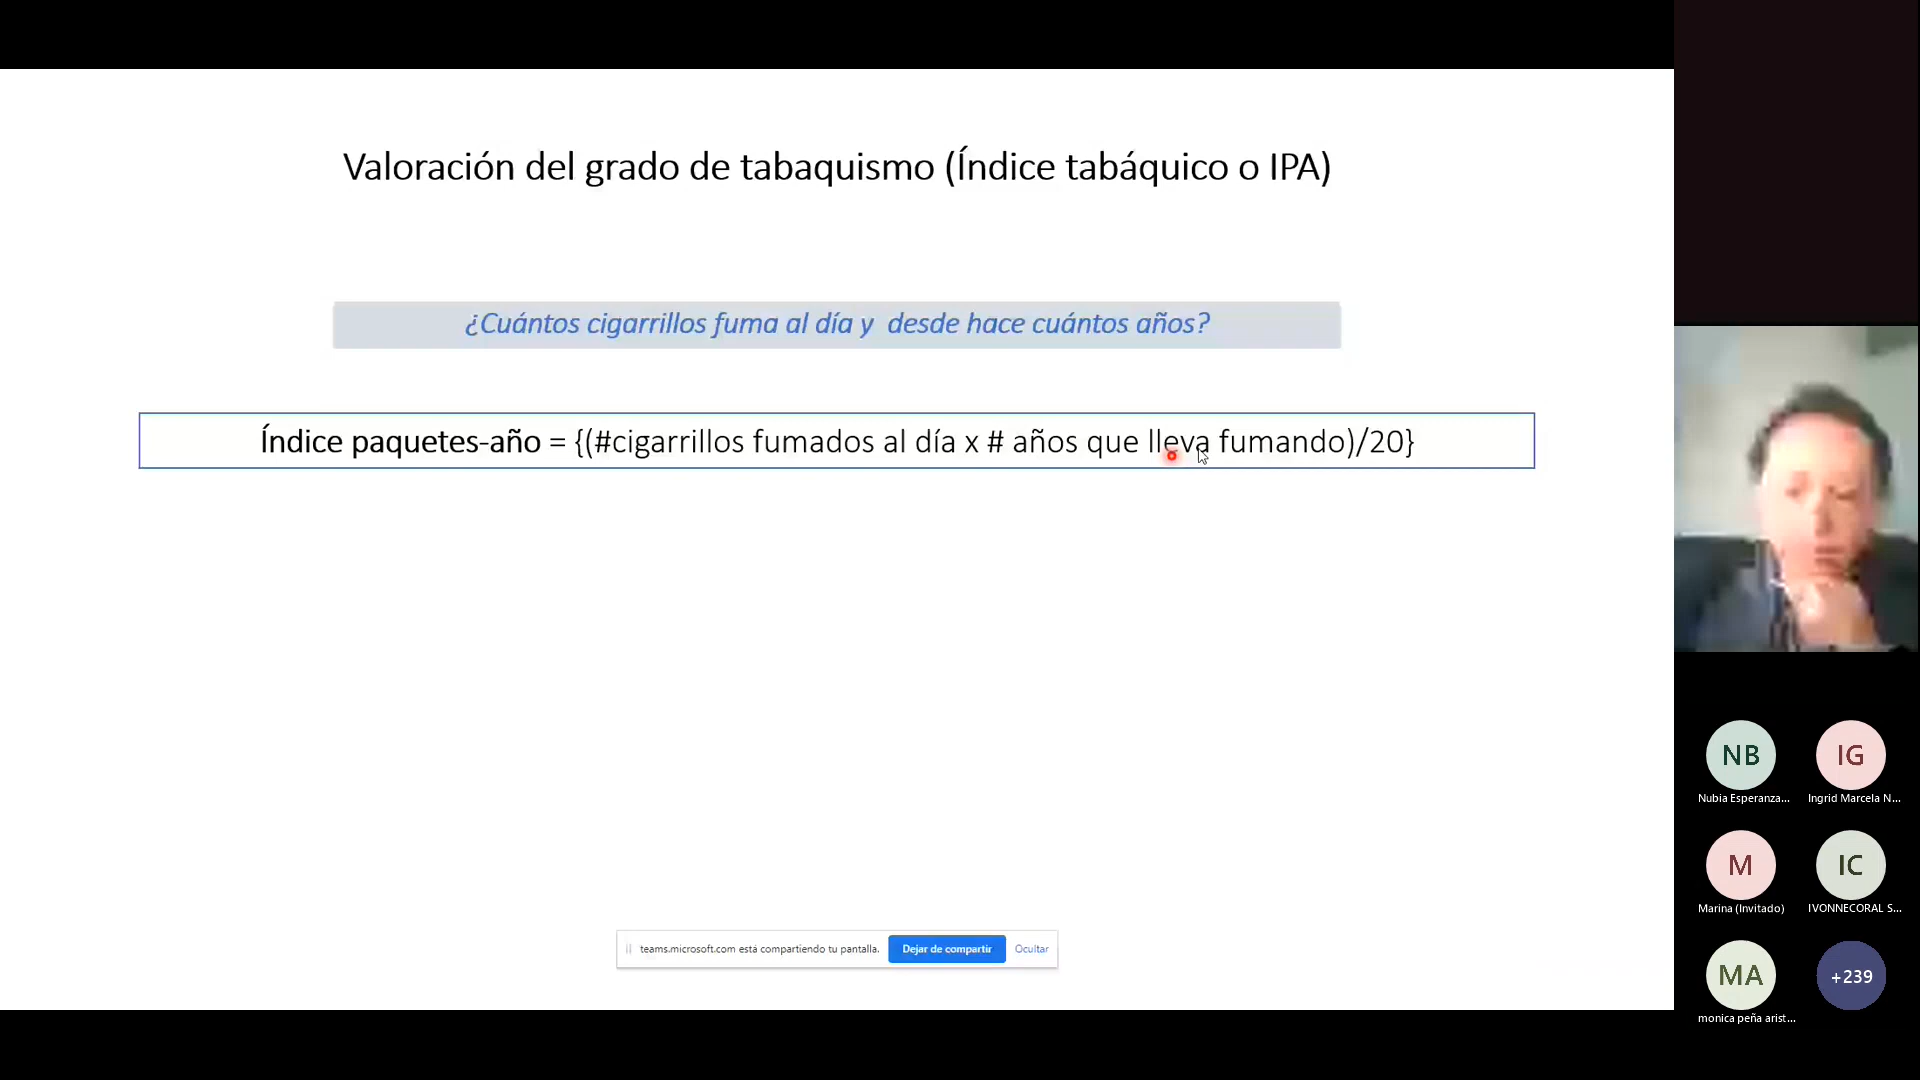 Valoración del grado de tabaquismo (Índice tabáquico o IPA)
¿Cuántos cigarrillos fuma al día y desde hace cuántos años?
Índice paquetes-año = {(#cigarrillos fumados al día x # años que lleva fumando)/20}
teams.microsoft.com está compartiendo tu pantalla. Dejar de compartir Ocultar
NB IG
Nubia Esperanza... Ingrid Marcela N...
M IC
Marina (Invitado) IVONNECORAL S...
MA +239
monica peña arist...